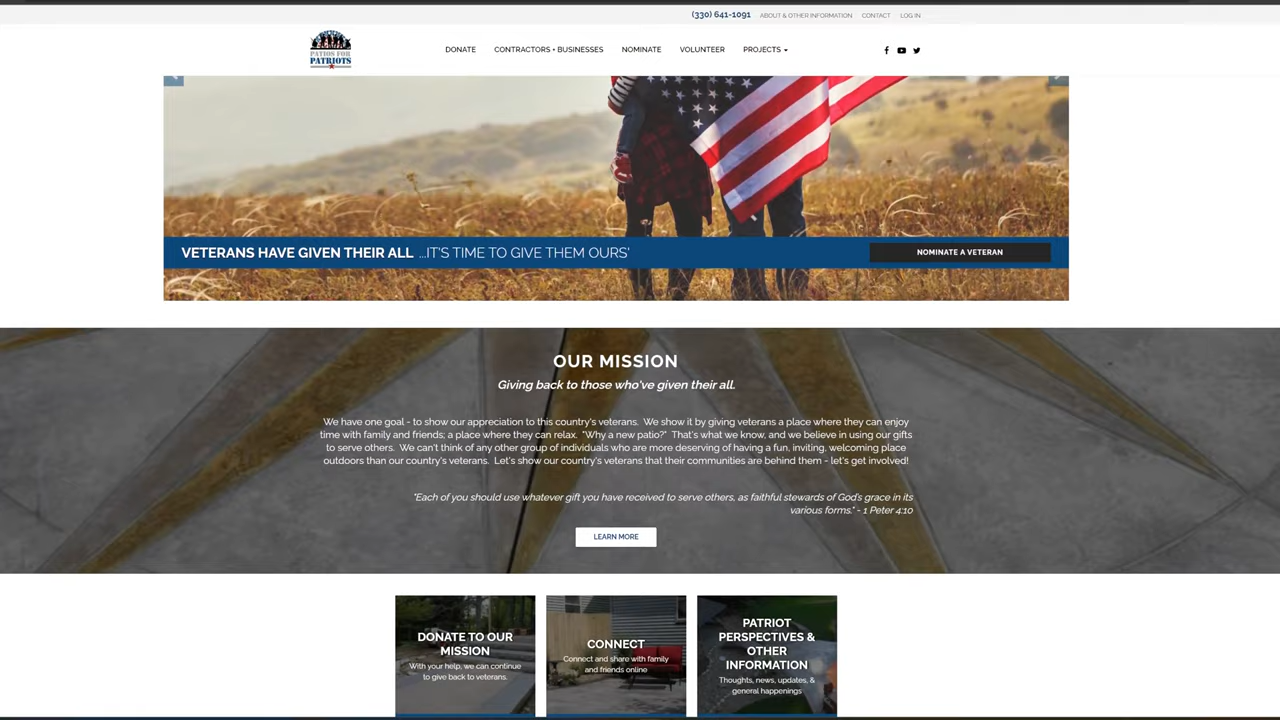 (330) 641-1091 ABOUT & OTHER INFORMATION CONTACT LOG IN
PATIOS FOR
PATRIOTS
DONATE CONTRACTORS + BUSINESSES NOMINATE VOLUNTEER PROJECTS
VETERANS HAVE GIVEN THEIR ALL ...IT'S TIME TO GIVE THEM OURS'
NOMINATE A VETERAN
OUR MISSION
Giving back to those who've given their all.
We have one goal - to show our appreciation to this country's veterans. We show it by giving veterans a place where they can enjoy
time with family and friends; a place where they can relax. "Why a new patio?" That's what we know, and we believe in using our gifts
to serve others. We can't think of any other group of individuals who are more deserving of having a fun, inviting, welcoming place
outdoors than our country's veterans. Let's show our country's veterans that their communities are behind them - let's get involved!
"Each of you should use whatever gift you have received to serve others, as faithful stewards of God's grace in its
various forms." - 1 Peter 4:10
LEARN MORE
DONATE TO OUR
MISSION
With your help, we can continue
to give back to veterans.
CONNECT
Connect and share with family
and friends online
PATRIOT
PERSPECTIVES &
OTHER
INFORMATION
Thoughts, news, updates, &
general happenings